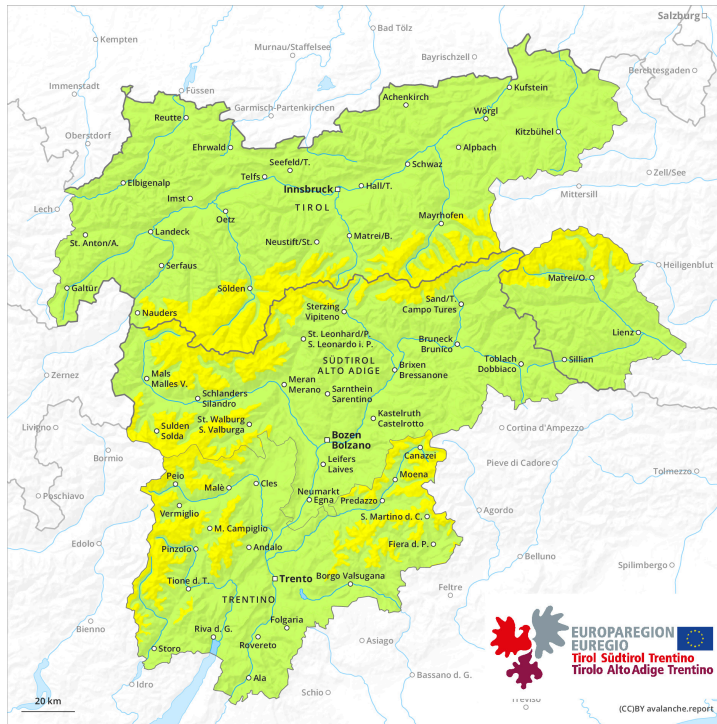 Salzburg
Bad Tölz
Kempten
Murnau/Staffelsee
Bayrischzell
Berchtesgaden
Immenstadt
Füssen
Kufstein
Achenkirch
Garmisch-Partenkirchen
Reutte
Wörgl
Oberstdorf
Kitzbühel
Ehrwald
Alpbach
Seefeld/T.
Schwaz
Zell/See
Telfs
Elbigenalp
Innsbruck
Hall/T.
Mittersill
Imst
Lech
TIROL
Oetz
Mayrhofen
St. Anton/A.
Landeck
Neustift/St.
Matrei/B.
Serfaus
Heiligenblut
Matrei/O.
Galtür
Sölden
Sand/T.
Campo Tures
Nauders
Sterzing
Vipiteno
Lienz
St. Leonhard/P.
S. Leonardo i. P.
Bruneck
Brunico
Toblach
Dobbiaco
Sillian
SÜDTIROL
ALTO ADIGE
Brixen
Bressanone
Zernez
Mals
Malles V.
Meran
Merano
Sarnthein
Sarentino
Schlanders
Silandro
Kastelruth
Castelrotto
St. Walburg
S. Valburga
Livigno
Sulden
Solda
Cortina d'Ampezzo
Bozen
Bolzano
Bormio
Canazei
Leifers
Laives
Pieve di Cadore
Peio
Moena
Tolmezzo
Malè
Cles
Neumarkt
Egna
Predazzo
Poschiavo
Vermiglio
Agordo
S. Martino d. C.
M. Campiglio
Edolo
Pinzolo
Andalo
Fiera d. P.
Belluno
Spilimbergo
Tione d. T.
Trento
Borgo Valsugana
Feltre
TRENTINO
Folgaria
Bienno
Riva d. G.
Rovereto
Asiago
Storo
Ala
Bassano d. G.
Idro
Schio
Treviso
EUROPAREGION
EUREGIO
Tirol Südtirol Trentino
Tirolo Alto Adige Trentino
20 km
(CC)BY avalanche.report